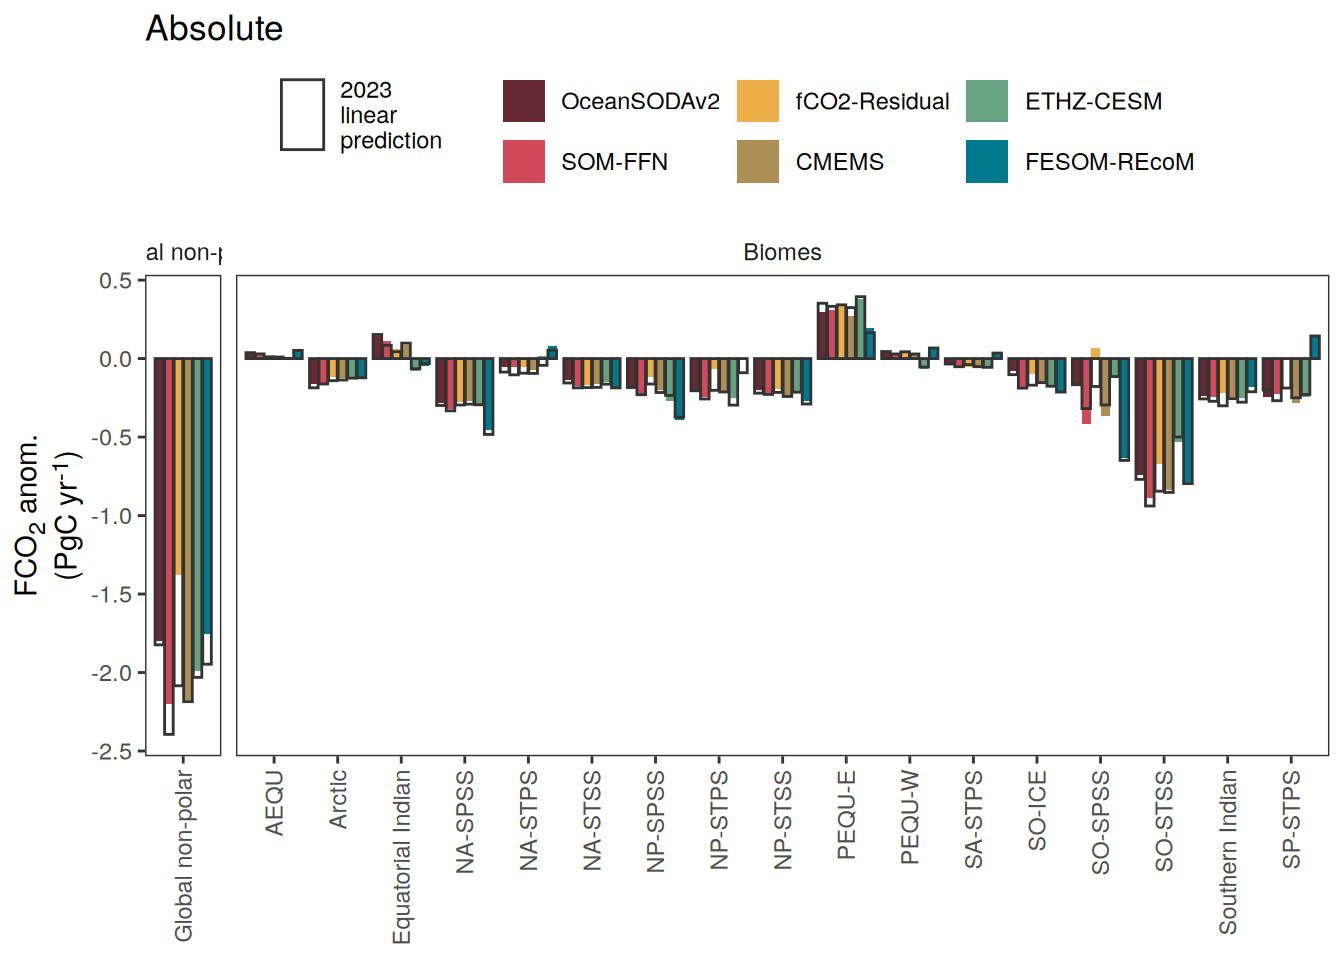 Absolute
2023
linear
prediction
OceanSODAv2
fCO2-Residual
ETHZ-CESM
SOM-FFN
CMEMS
FESOM-REcoM
al non-p
Biomes
0.5
0.0
-0.5
-1.0
-1.5
-2.0
-2.5
FCO2 anom.
(PgC yr-1)
Global non-polar
AEQU
Arctic
Equatorial Indian
NA-SPSS
NA-STPS
NA-STSS
NP-SPSS
NP-STPS
NP-STSS
PEQU-E
PEQU-W
SA-STPS
SO-ICE
SO-SPSS
SO-STSS
Southern Indian
SP-STPS